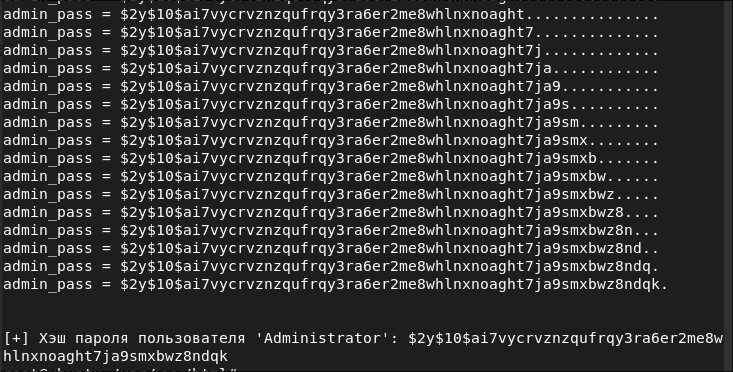 admin_pass = $2y$10$ai7vycrvznzqufrqy3ra6er2me8whlnxnoaght...............
admin_pass = $2y$10$ai7vycrvznzqufrqy3ra6er2me8whlnxnoaght7..............
admin_pass = $2y$10$ai7vycrvznzqufrqy3ra6er2me8whlnxnoaght7j.............
admin_pass = $2y$10$ai7vycrvznzqufrqy3ra6er2me8whlnxnoaght7ja............
admin_pass = $2y$10$ai7vycrvznzqufrqy3ra6er2me8whlnxnoaght7ja9...........
admin_pass = $2y$10$ai7vycrvznzqufrqy3ra6er2me8whlnxnoaght7ja9s..........
admin_pass = $2y$10$ai7vycrvznzqufrqy3ra6er2me8whlnxnoaght7ja9sm.........
admin_pass = $2y$10$ai7vycrvznzqufrqy3ra6er2me8whlnxnoaght7ja9smx........
admin_pass = $2y$10$ai7vycrvznzqufrqy3ra6er2me8whlnxnoaght7ja9smxb.......
admin_pass = $2y$10$ai7vycrvznzqufrqy3ra6er2me8whlnxnoaght7ja9smxbw......
admin_pass = $2y$10$ai7vycrvznzqufrqy3ra6er2me8whlnxnoaght7ja9smxbwz.....
admin_pass = $2y$10$ai7vycrvznzqufrqy3ra6er2me8whlnxnoaght7ja9smxbwz8....
admin_pass = $2y$10$ai7vycrvznzqufrqy3ra6er2me8whlnxnoaght7ja9smxbwz8n...
admin_pass = $2y$10$ai7vycrvznzqufrqy3ra6er2me8whlnxnoaght7ja9smxbwz8nd..
admin_pass = $2y$10$ai7vycrvznzqufrqy3ra6er2me8whlnxnoaght7ja9smxbwz8ndq.
admin_pass = $2y$10$ai7vycrvznzqufrqy3ra6er2me8whlnxnoaght7ja9smxbwz8ndqk.
[+] Хэш пароля пользователя 'Administrator': $2y$10$ai7vycrvznzqufrqy3ra6er2me8w
hlnxnoaght7ja9smxbwz8ndqk